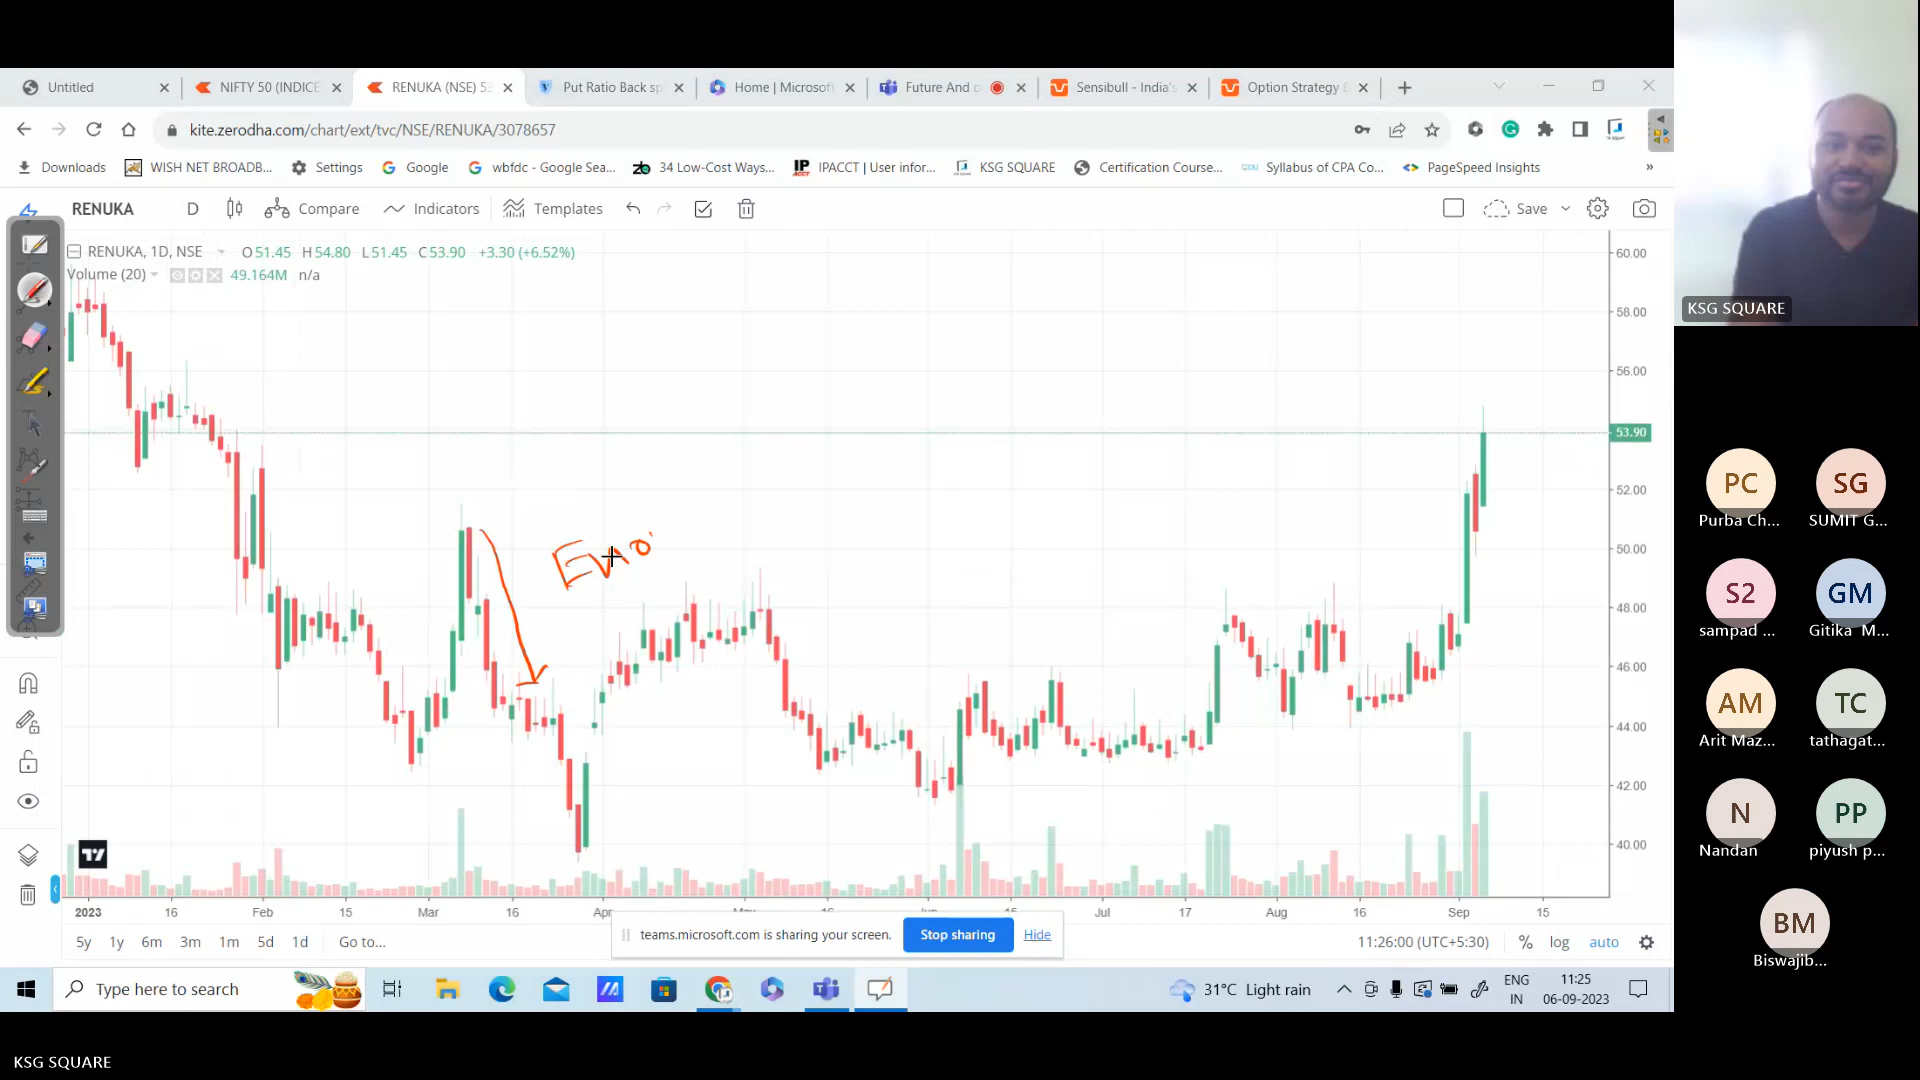 Untitled
NIFTY 50 (INDICE
RENUKA (NSE) 53
Put Ratio Back sp
Home | Microsoft
Future And o
Sensibull - India's
Option Strategy B
kite.zerodha.com/chart/ext/tvc/NSE/RENUKA/3078657
Downloads
WISH NET BROADB...
Settings
Google
wbfdc - Google Sea...
34 Low-Cost Ways...
IPACCT | User infor...
KSG SQUARE
Certification Course...
Syllabus of CPA Co...
PageSpeed Insights
RENUKA
D
Compare
Indicators
Templates
Save
RENUKA, 1D, NSE
O51.45 H54.80 L51.45 C53.90 +3.30 (+6.52%)
Volume (20)
49.164M n/a
60.00
58.00
56.00
53.90
52.00
50.00
48.00
46.00
44.00
42.00
40.00
2023 16 Feb 15 Mar 16 Apr 15 Jul 17 Aug 16 Sep 15
5y 1y 6m 3m 1m 5d 1d Go to...
teams.microsoft.com is sharing your screen.
Stop sharing
Hide
11:26:00 (UTC+5:30) % log auto
Type here to search
31°C Light rain
ENG
IN
11:25
06-09-2023
KSG SQUARE
PC
Purba Ch...
SG
SUMIT G...
S2
sampad ...
GM
Gitika M...
AM
Arit Maz...
TC
tathagat...
N
Nandan
PP
piyush p...
BM
Biswajib...
KSG SQUARE